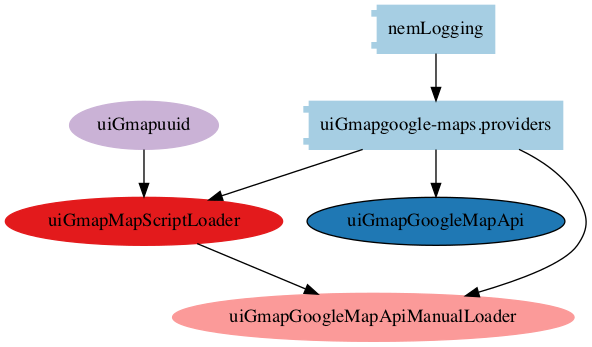 nemLogging
uiGmapuuid
uiGmapgoogle-maps.providers
uiGmapMapScriptLoader
uiGmapGoogleMapApi
uiGmapGoogleMapApiManualLoader